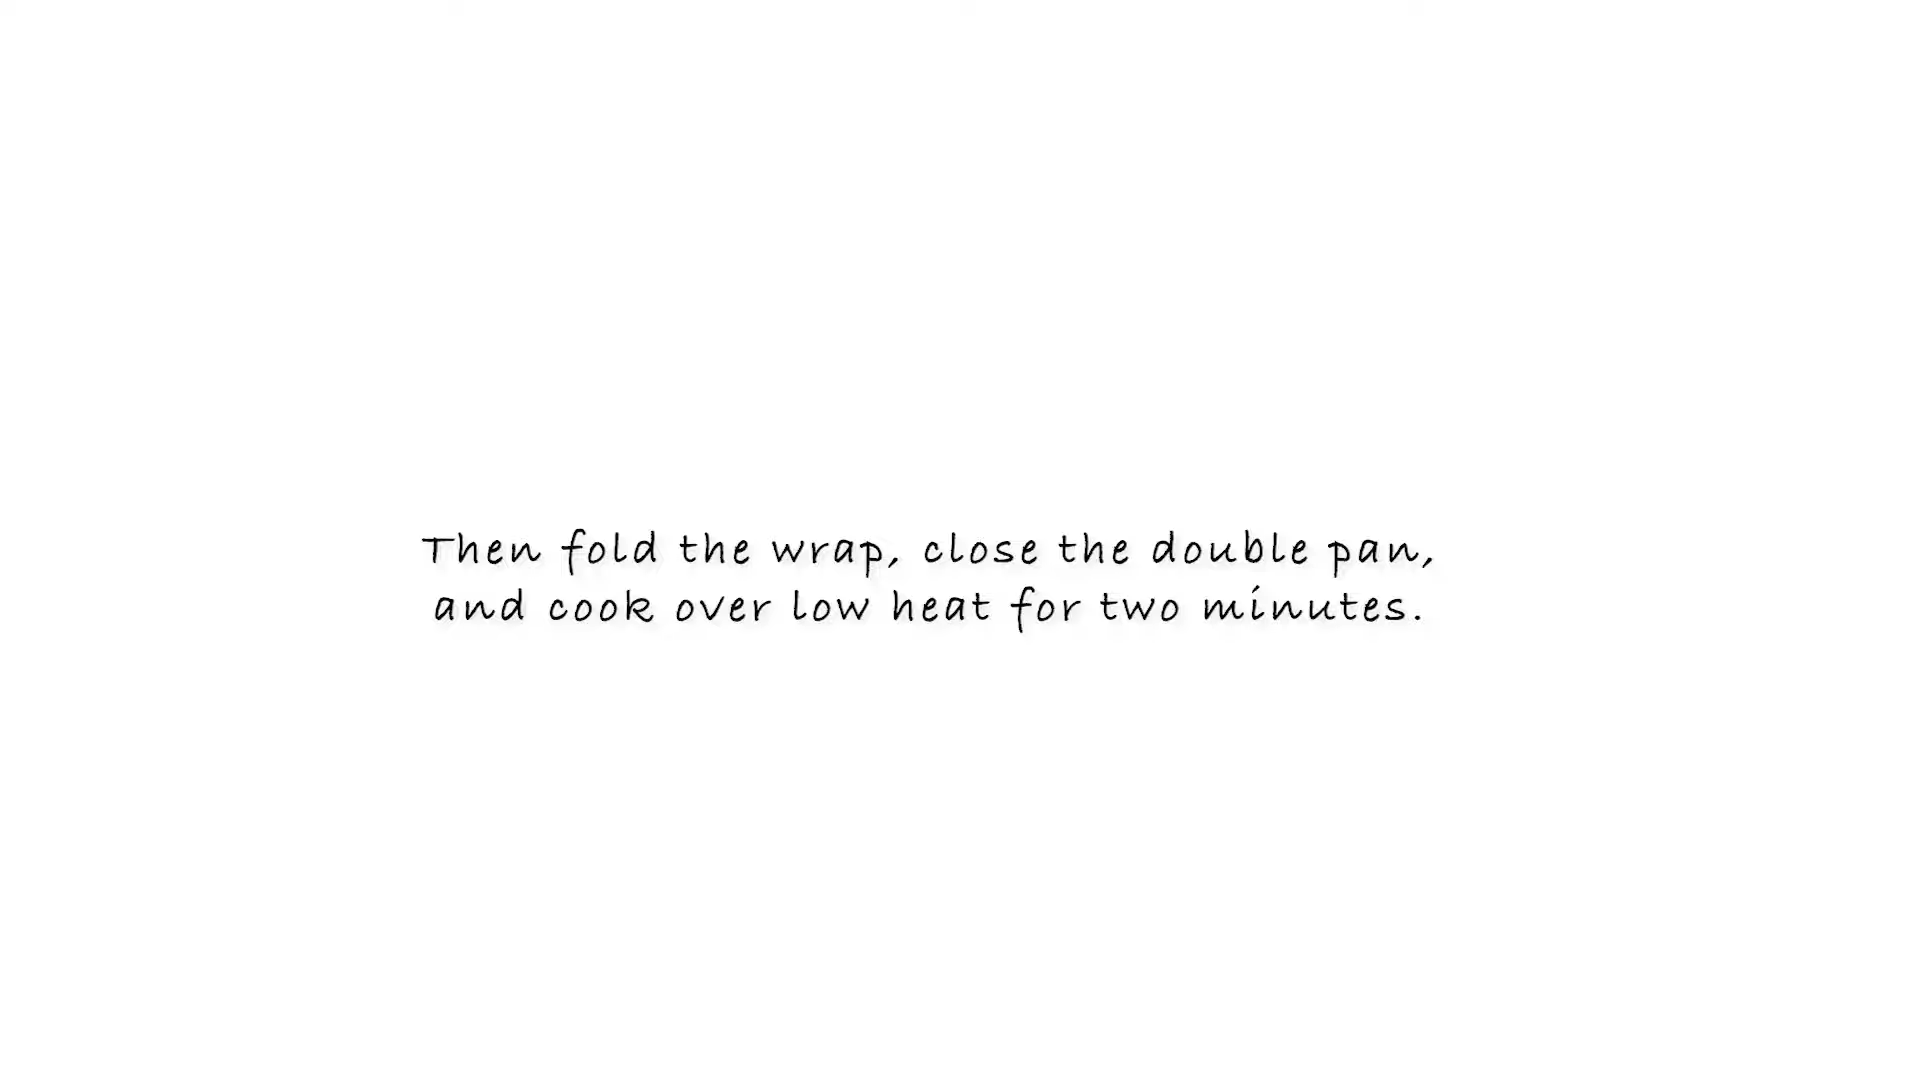 Then fold the wrap, close the double pan,
and cook over low heat for two minutes.